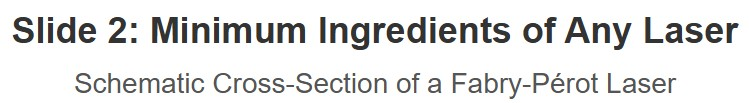 Slide 2: Minimum Ingredients of Any Laser
Schematic Cross-Section of a Fabry-Pérot Laser